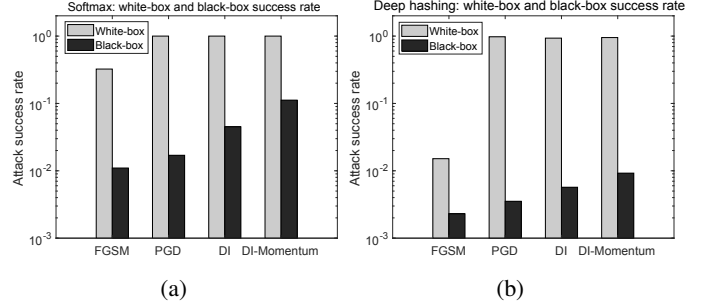 Softmax: white-box and black-box success rate
White-box
Black-box
Attack success rate
10^0
10^-1
10^-2
10^-3
FGSM PGD DI DI-Momentum
(a)
Deep hashing: white-box and black-box success rate
White-box
Black-box
Attack success rate
10^0
10^-1
10^-2
10^-3
FGSM PGD DI DI-Momentum
(b)